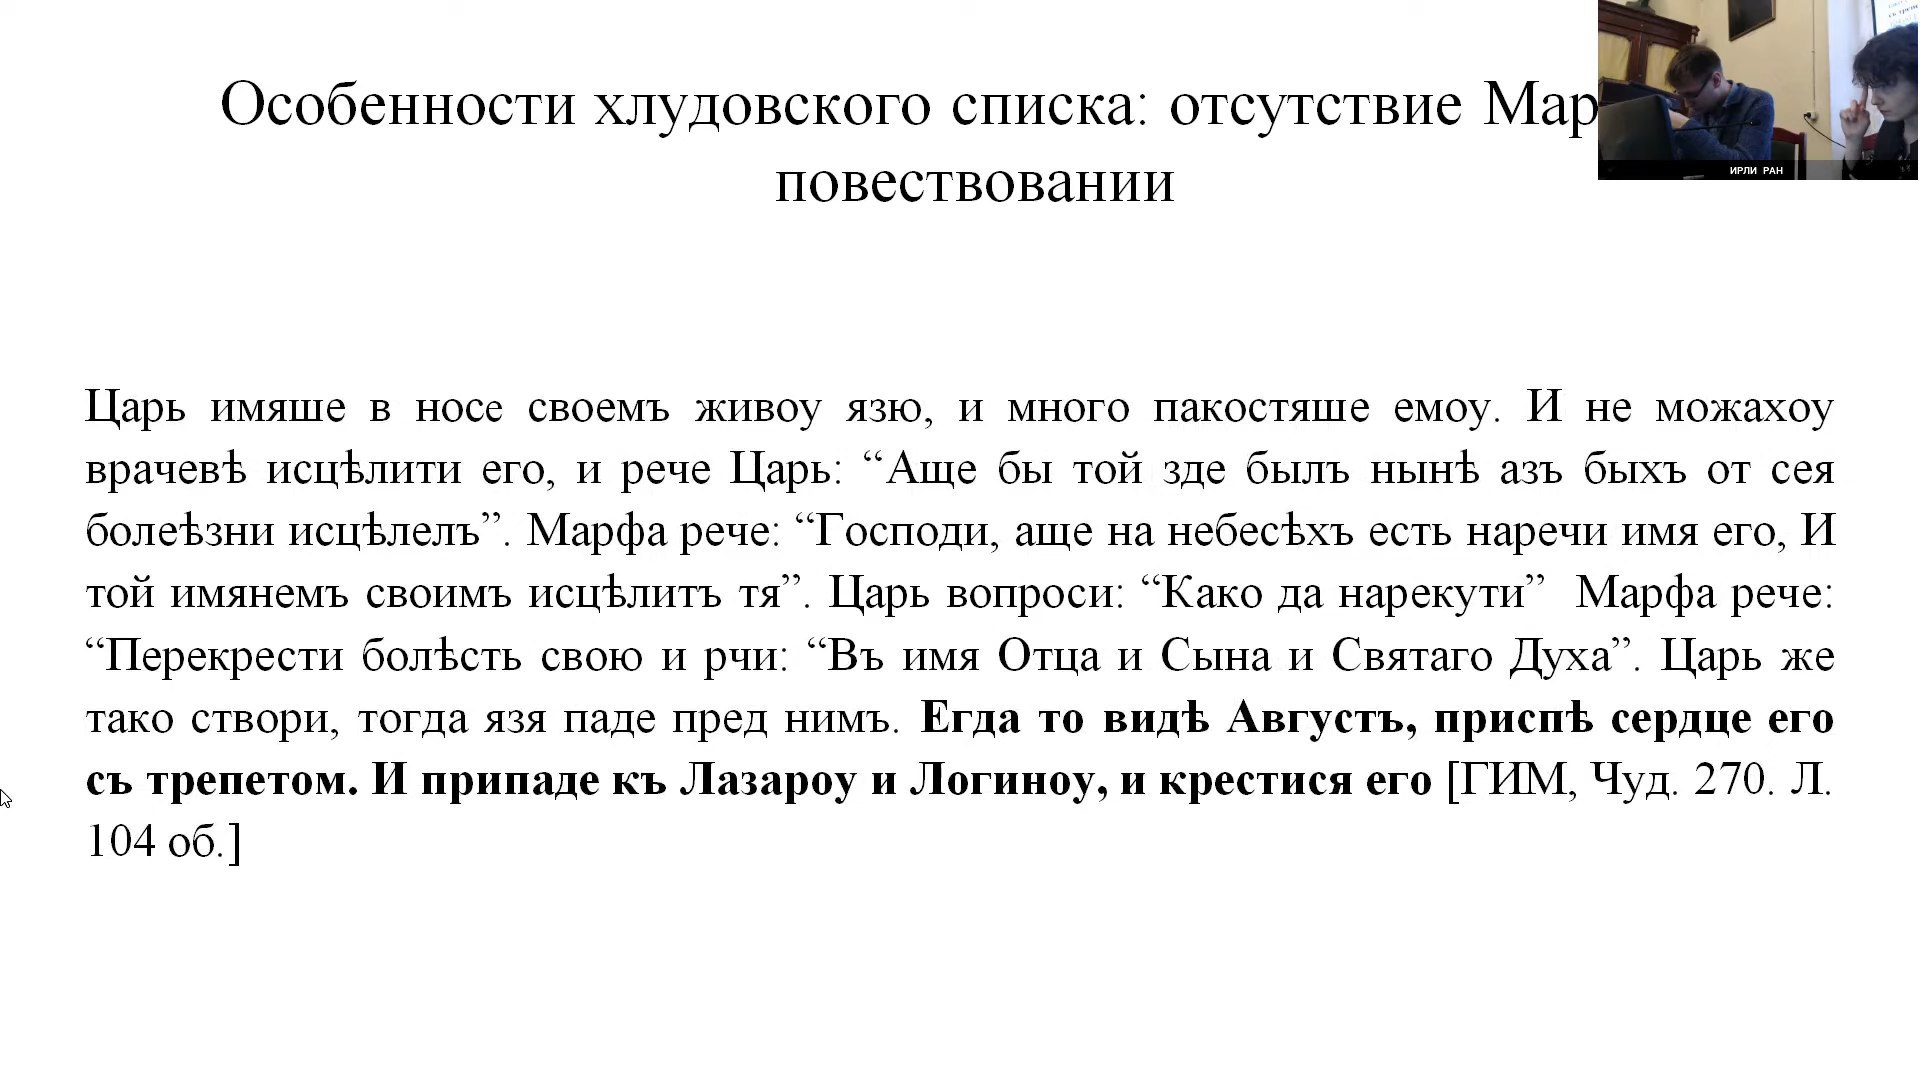 Особенности хлудовского списка: отсутствие Мар
повествовании
ИРЛИ РАН
Царь имяше в носе своемъ живоу язю, и много пакостяше емоу. И не можахоу
врачевѣ исцѣлити его, и рече Царь: “Аще бы той зде былъ нынѣ азъ быхъ от сея
болеѣзни исцѣлелъ”. Марфа рече: “Господи, аще на небесѣхъ есть наречи имя его, И
той имянемъ своимъ исцѣлитъ тя”. Царь вопроси: “Како да нарекути” Марфа рече:
“Перекрести болѣсть свою и рчи: “Въ имя Отца и Сына и Святаго Духа”. Царь же
тако створи, тогда язя паде пред нимъ. Егда то видѣ Августъ, приспѣ сердце его
съ трепетом. И припаде къ Лазароу и Логиноу, и крестися его [ГИМ, Чуд. 270. Л.
104 об.]